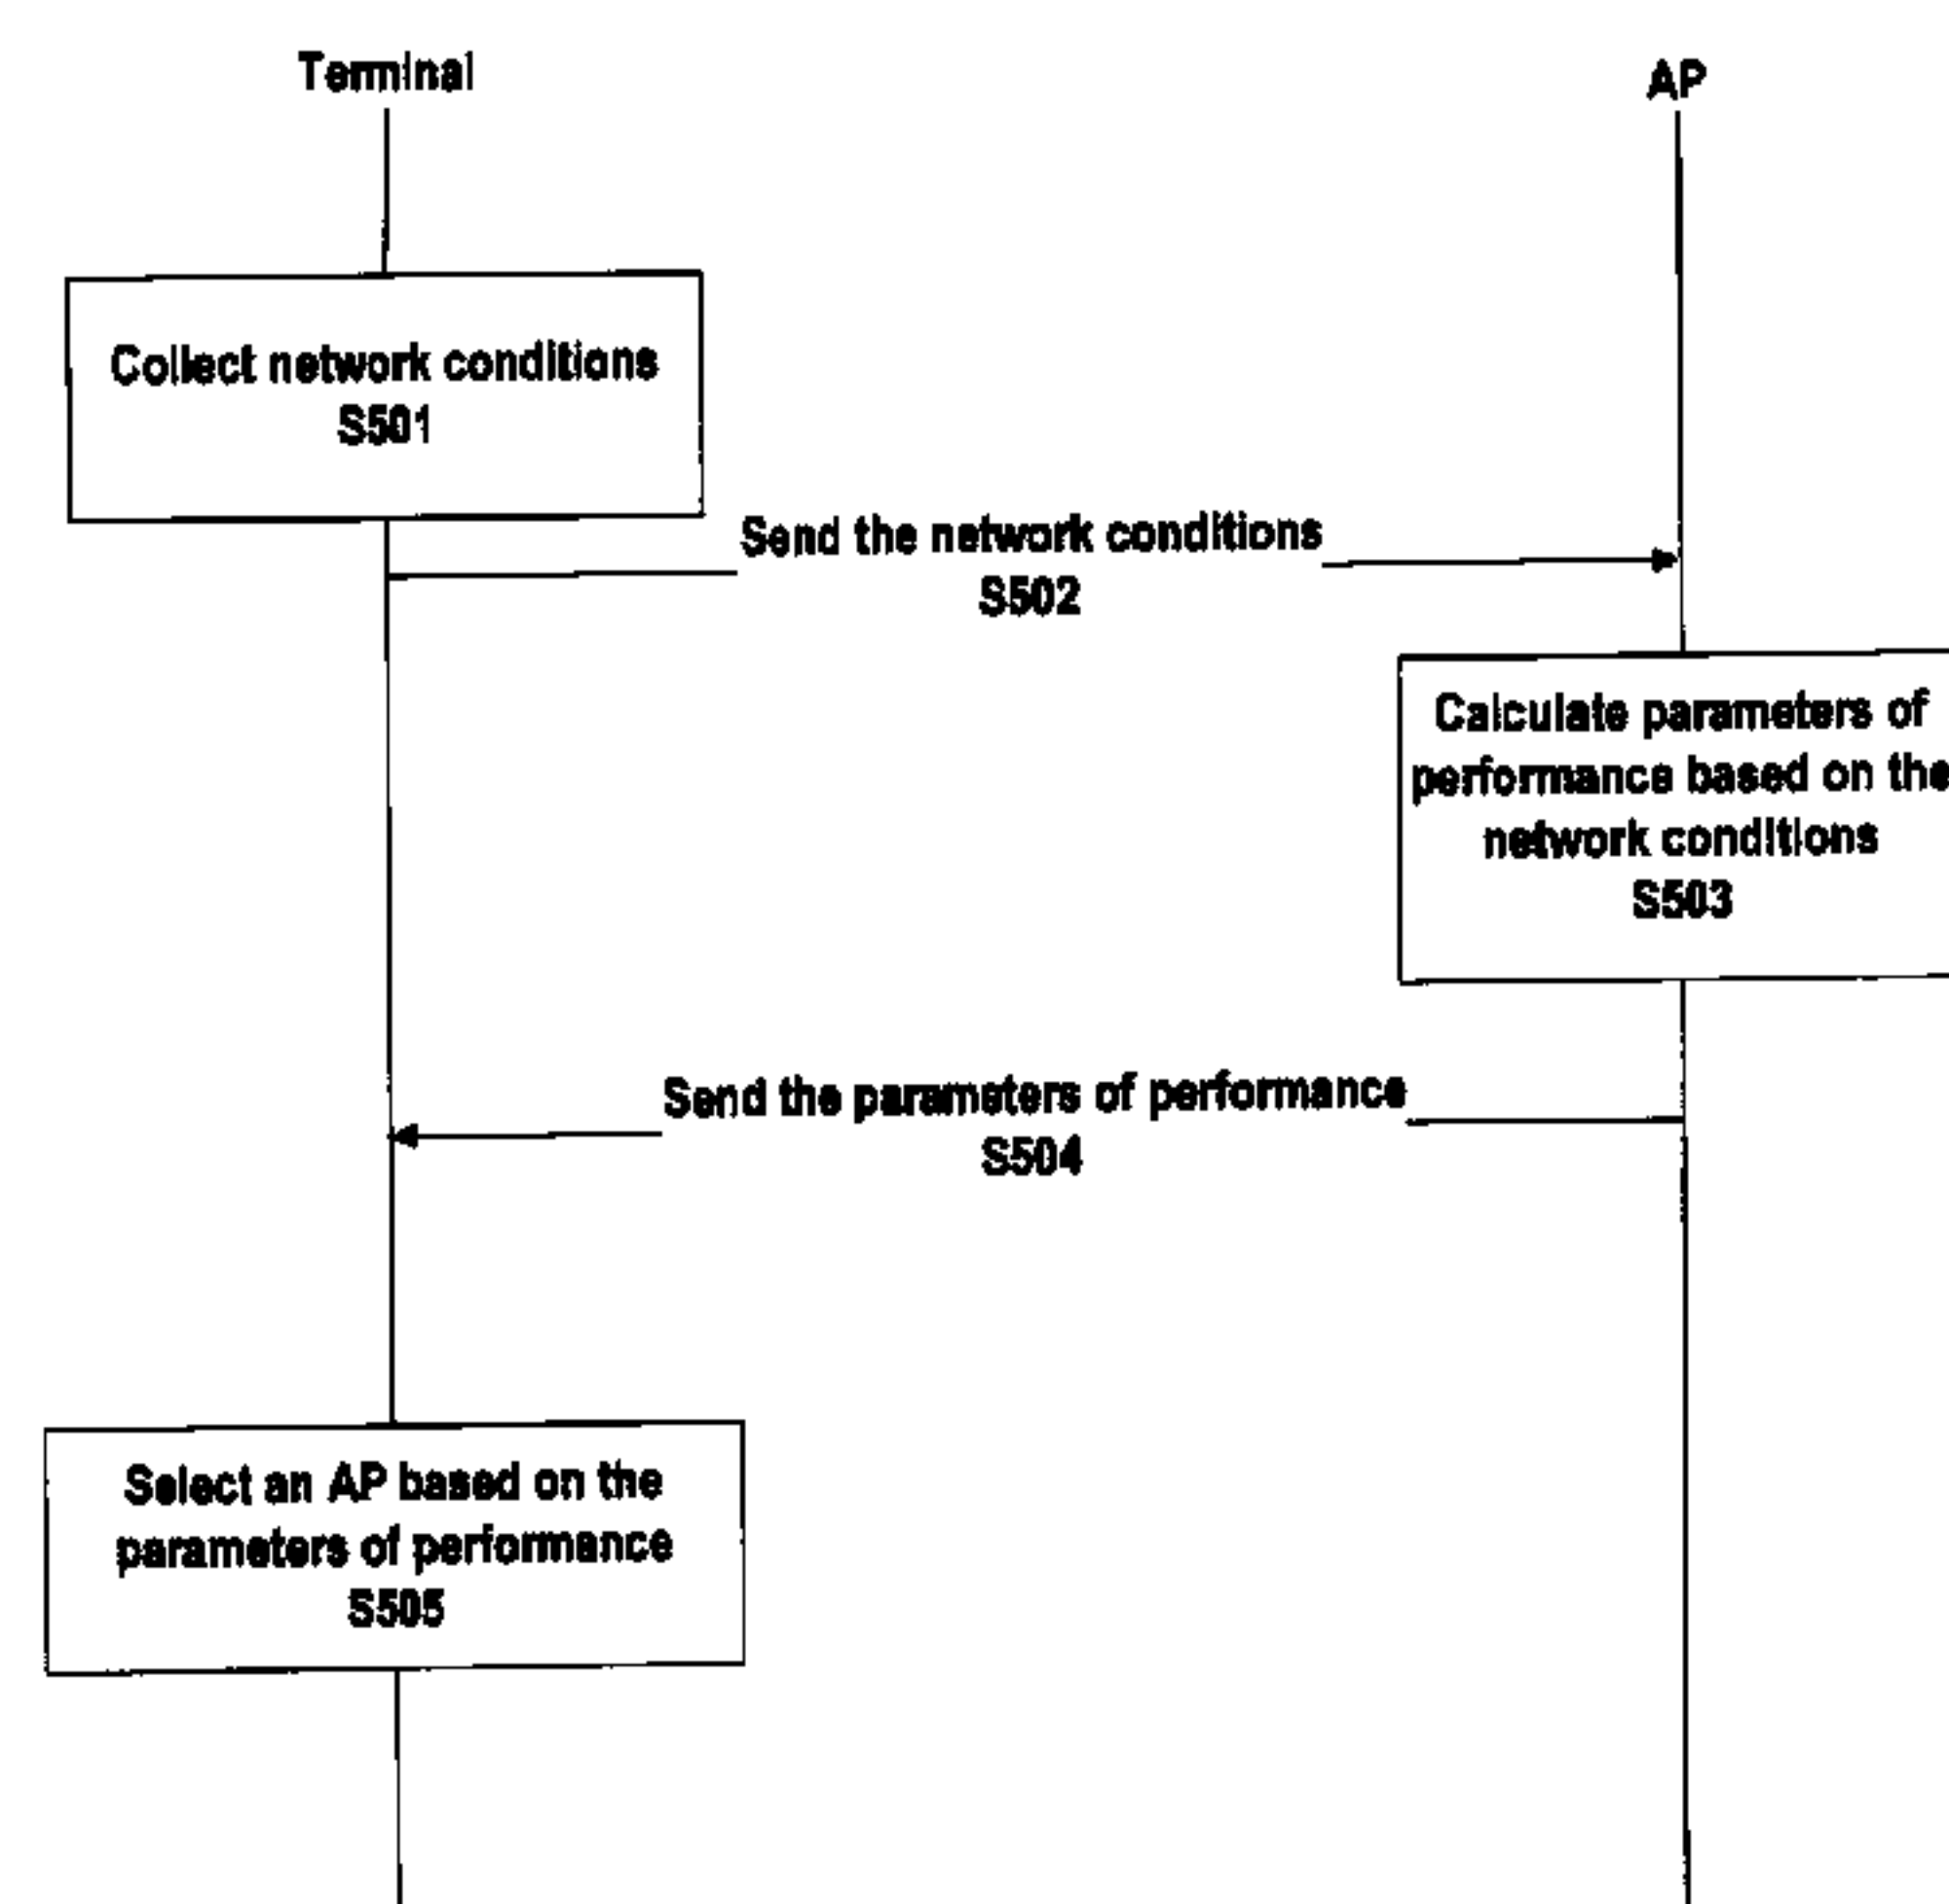 Terminal
AP
Collect network conditions
S501
Send the network conditions
S502
Calculate parameters of
performance based on the
network conditions
S503
Send the parameters of performance
S504
Select an AP based on the
parameters of performance
S505